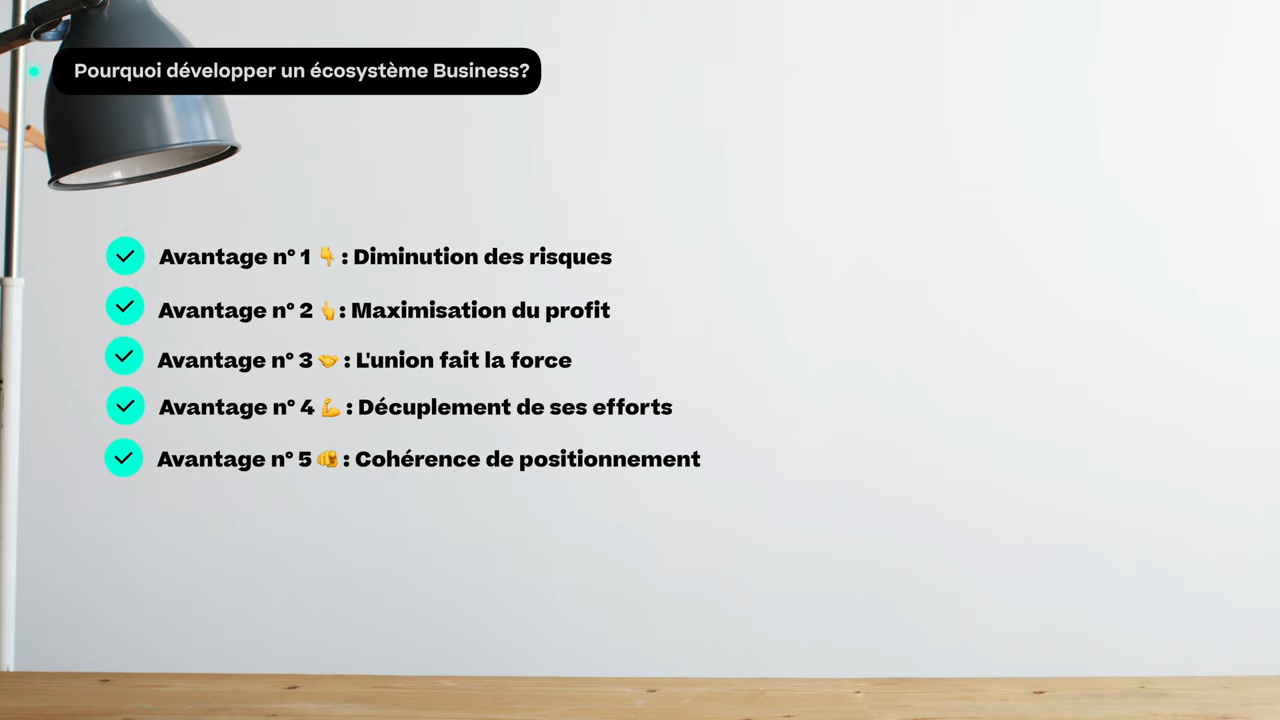 Pourquoi développer un écosystème Business?
Avantage n° 1 👇 : Diminution des risques
Avantage n° 2 👆: Maximisation du profit
Avantage n° 3 🤝 : L'union fait la force
Avantage n° 4 💪 : Décuplement de ses efforts
Avantage n° 5 🫵 : Cohérence de positionnement